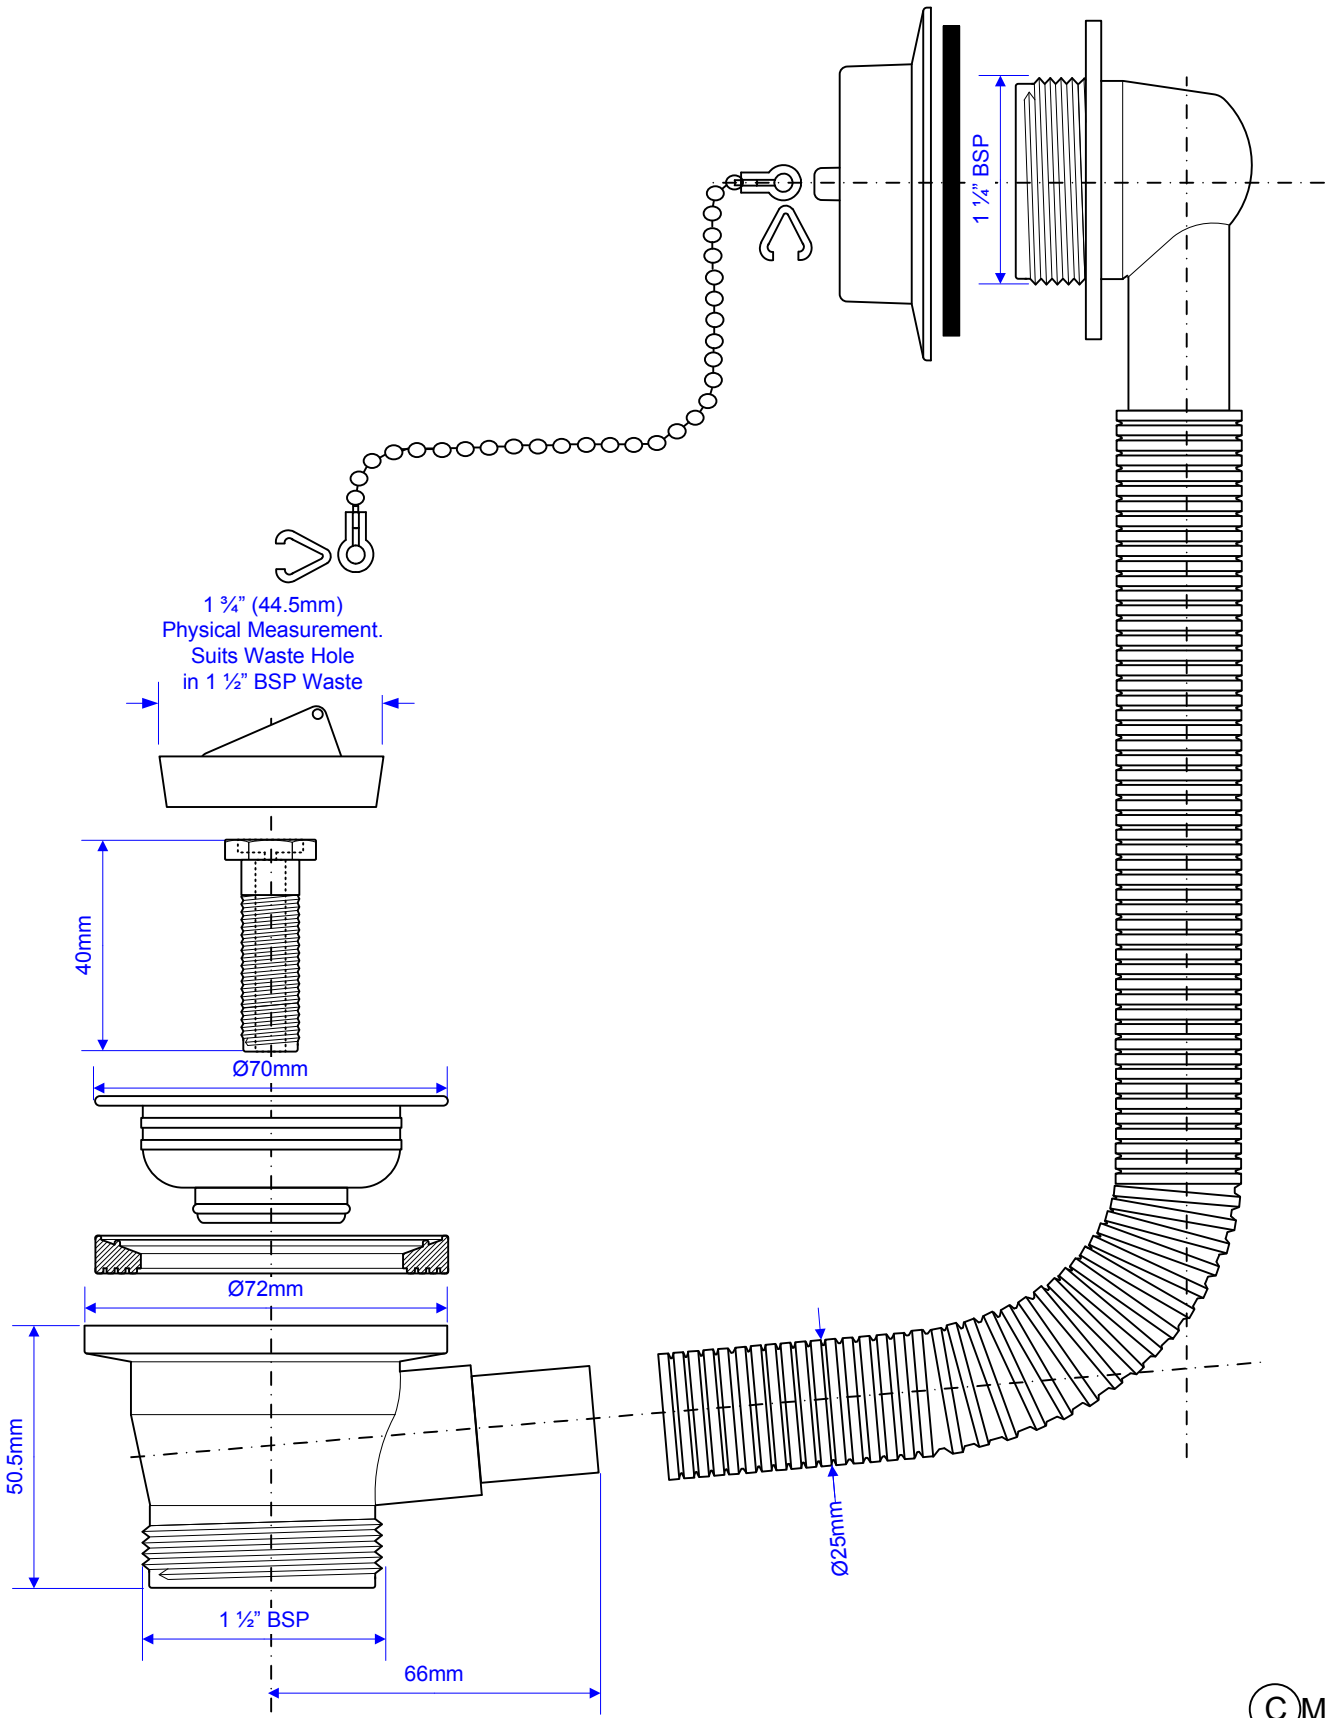 1 ¼” BSP
1 ¾” (44.5mm)
Physical Measurement.
Suits Waste Hole
in 1 ½” BSP Waste
40mm
Ø70mm
Ø72mm
50.5mm
Ø25mm
1 ½” BSP
66mm
C M